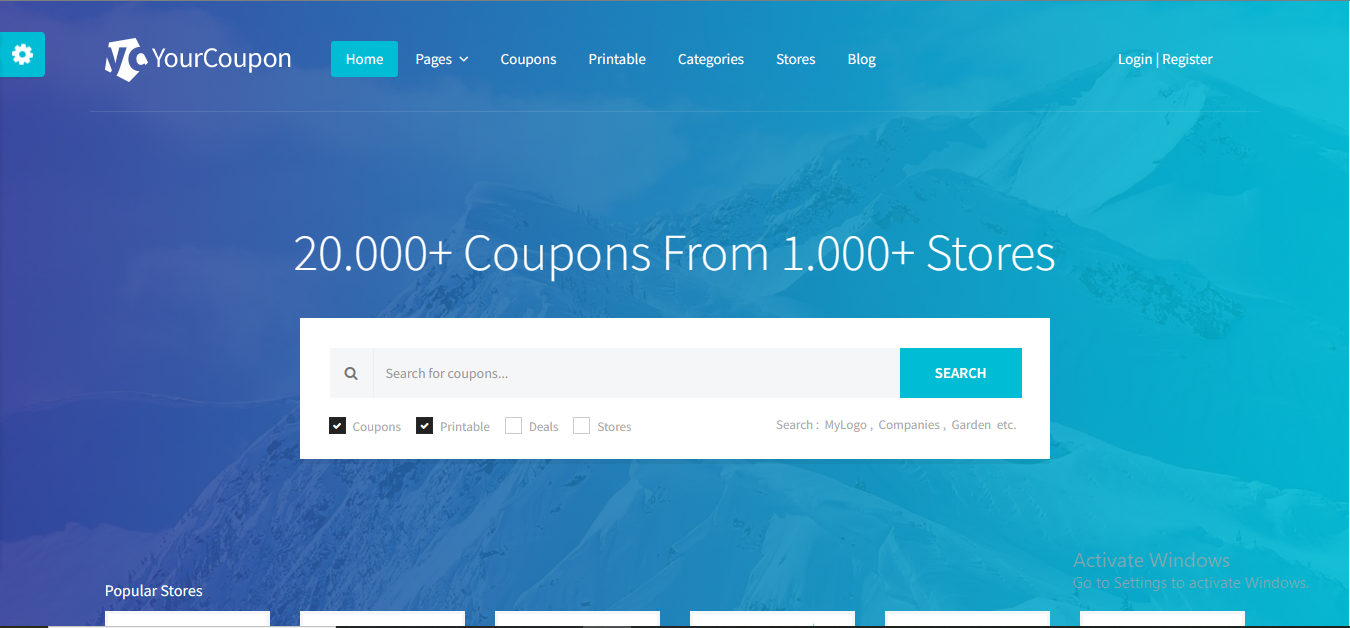 YourCoupon
Home Pages Coupons Printable Categories Stores Blog Login | Register
20.000+ Coupons From 1.000+ Stores
Search for coupons... SEARCH
Coupons Printable Deals Stores Search : MyLogo , Companies , Garden etc.
Activate Windows
Go to Settings to activate Windows.
Popular Stores